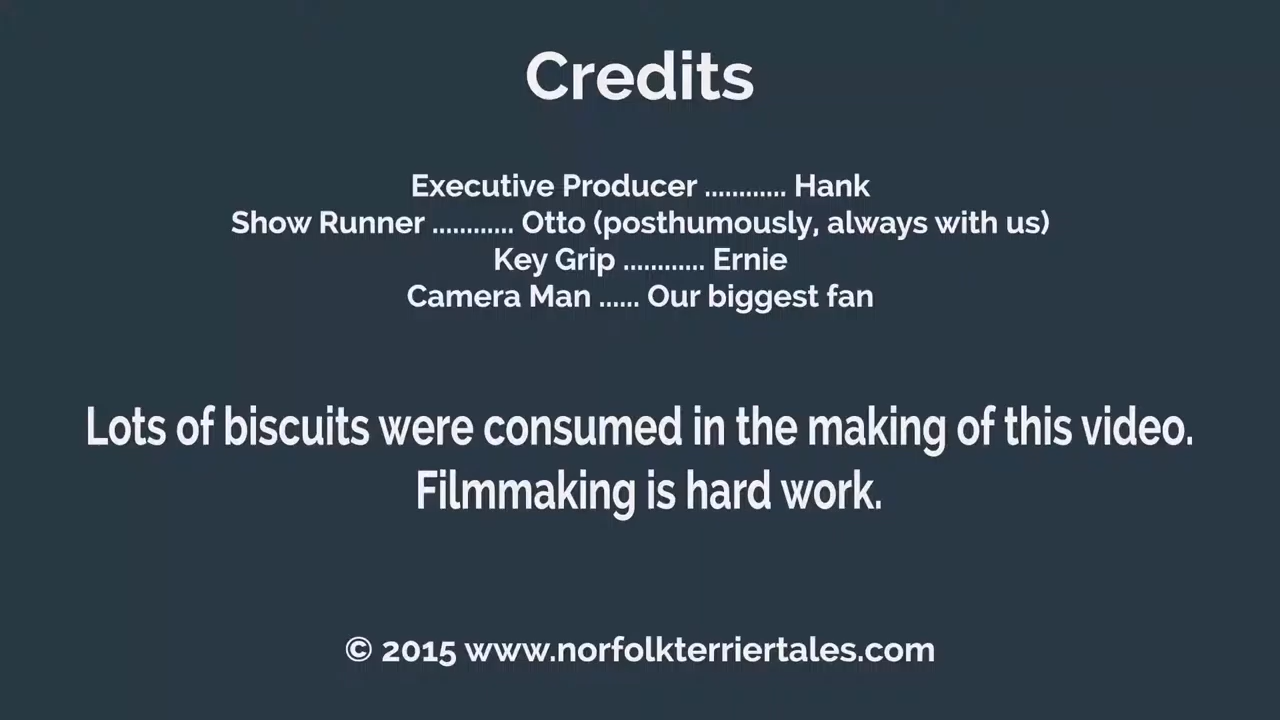 Credits
Executive Producer ............ Hank
Show Runner ............ Otto (posthumously, always with us)
Key Grip ............ Ernie
Camera Man ...... Our biggest fan
Lots of biscuits were consumed in the making of this video.
Filmmaking is hard work.
© 2015 www.norfolkterriertales.com